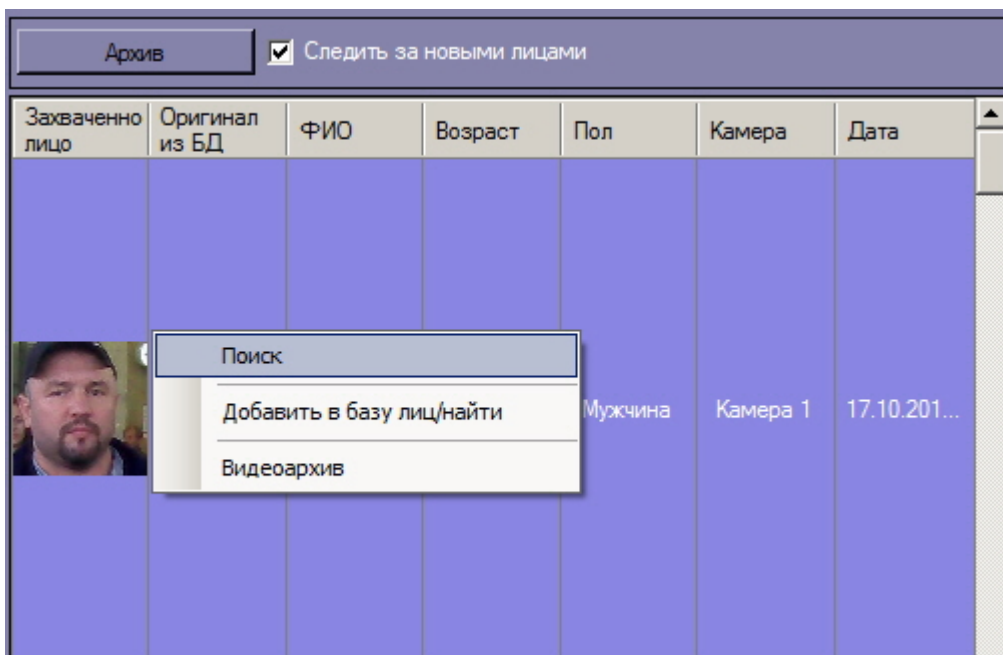 Архив
Следить за новыми лицами
Захваченно
лицо
Оригинал
из БД
ФИО
Возраст
Пол
Камера
Дата
Поиск
Добавить в базу лиц/найти
Видеоархив
Мужчина
Камера 1
17.10.201...